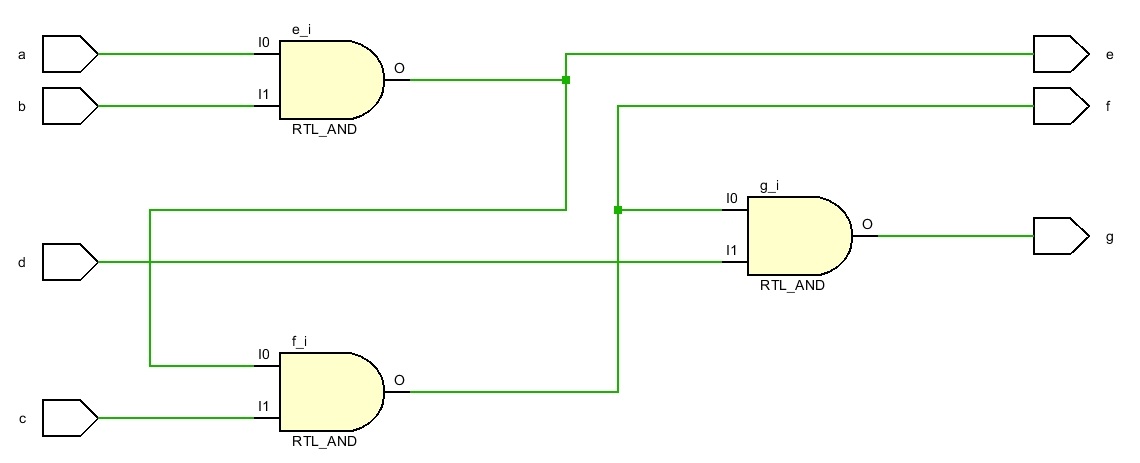 e_i
a
I0
O
e
b
I1
f
RTL_AND
g_i
I0
O
g
d
I1
RTL_AND
f_i
I0
O
c
I1
RTL_AND